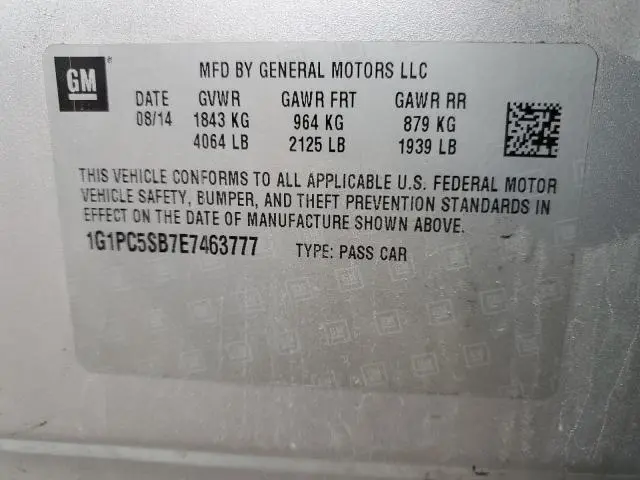 GM ®
MFD BY GENERAL MOTORS LLC
DATE GVWR GAWR FRT GAWR RR
08/14 1843 KG 964 KG 879 KG
4064 LB 2125 LB 1939 LB
THIS VEHICLE CONFORMS TO ALL APPLICABLE U.S. FEDERAL MOTOR
VEHICLE SAFETY, BUMPER, AND THEFT PREVENTION STANDARDS IN
EFFECT ON THE DATE OF MANUFACTURE SHOWN ABOVE.
1G1PC5SB7E7463777 TYPE: PASS CAR